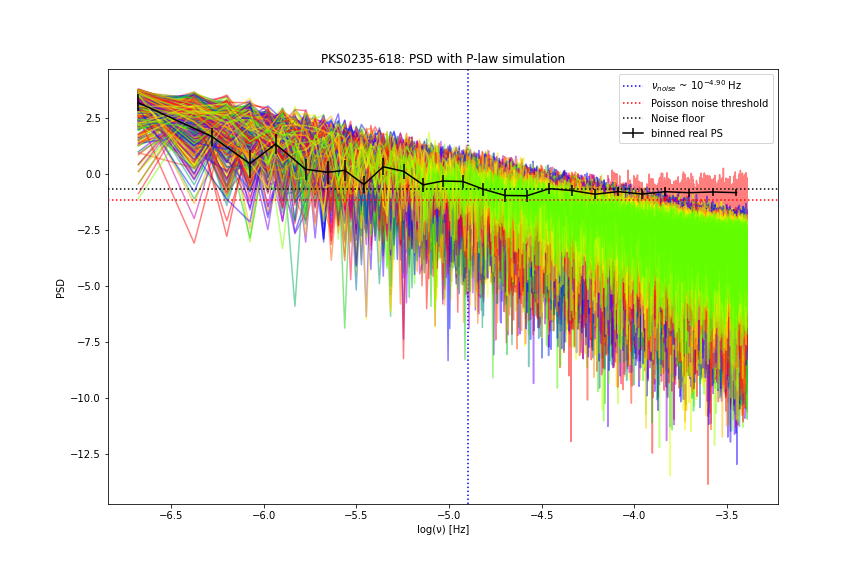 PKS0235-618: PSD with P-law simulation
ν_noise ~ 10^−4.90 Hz
Poisson noise threshold
Noise floor
binned real PS
PSD
2.5
0.0
−2.5
−5.0
−7.5
−10.0
−12.5
−6.5 −6.0 −5.5 −5.0 −4.5 −4.0 −3.5
log(ν) [Hz]